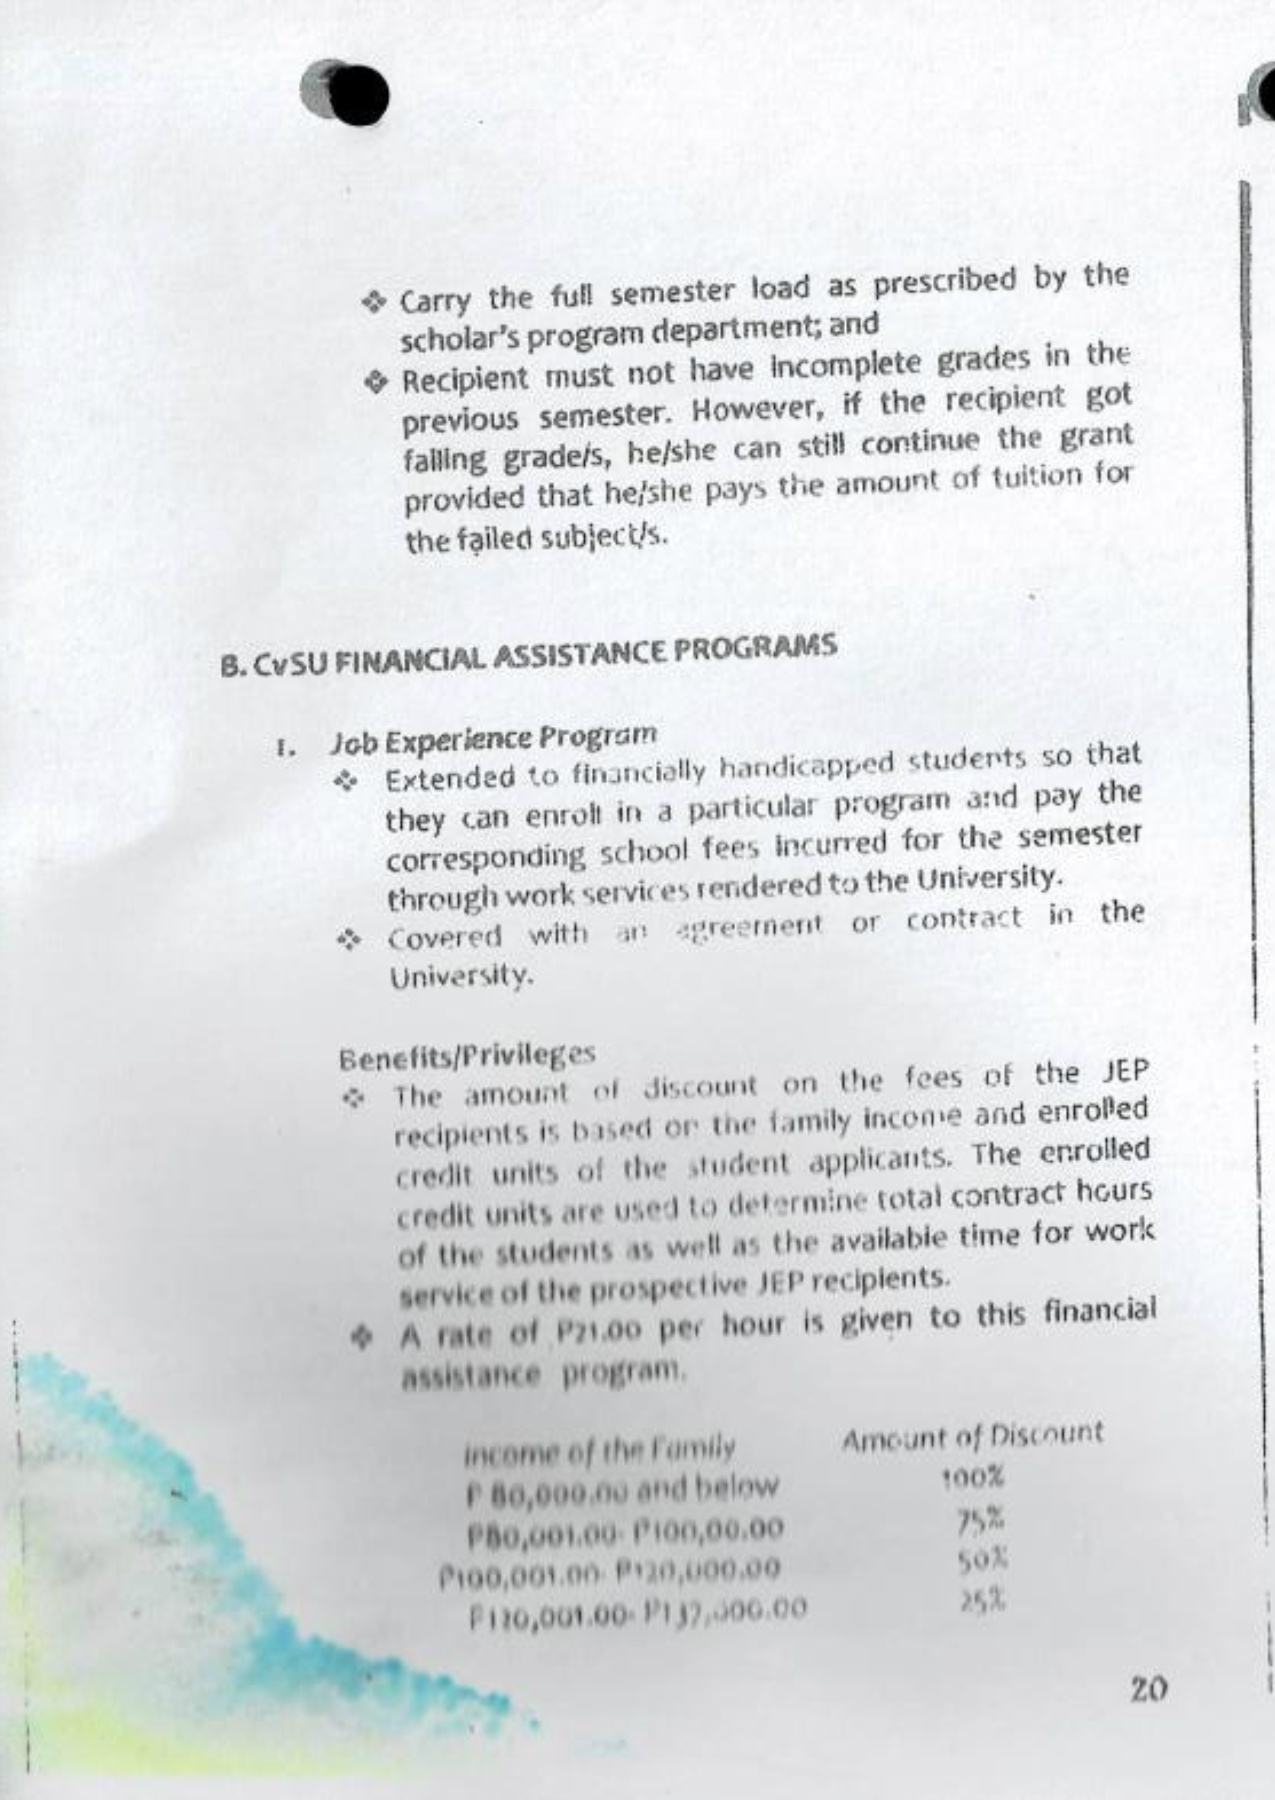 ❖ Carry the full semester load as prescribed by the
scholar's program department; and
❖ Recipient must not have incomplete grades in the
previous semester. However, if the recipient got
failing grade/s, he/she can still continue the grant
provided that he/she pays the amount of tuition for
the failed subject/s.
B. CvSU FINANCIAL ASSISTANCE PROGRAMS
1. Job Experience Program
❖ Extended to financially handicapped students so that
they can enroll in a particular program and pay the
corresponding school fees incurred for the semester
through work services rendered to the University.
❖ Covered with an agreement or contract in the
University.
Benefits/Privileges
❖ The amount of discount on the fees of the JEP
recipients is based on the family income and enrolled
credit units of the student applicants. The enrolled
credit units are used to determine total contract hours
of the students as well as the available time for work
service of the prospective JEP recipients.
❖ A rate of P21.00 per hour is given to this financial
assistance program.
Income of the Family Amount of Discount
P 80,000.00 and below 100%
P80,001.00- P100,00.00 75%
P100,001.00- P120,000.00 50%
P120,001.00- P137,000.00 25%
20